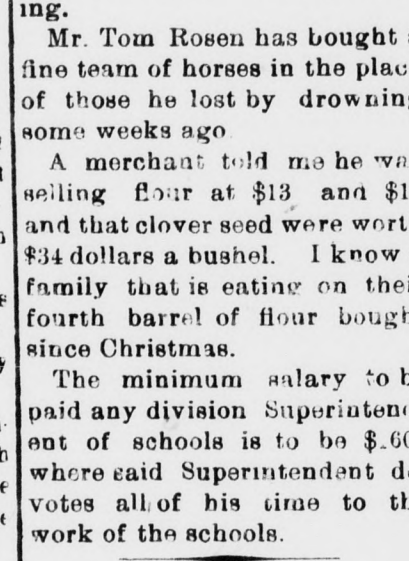 ing.
Mr. Tom Rosen has bought
fine team of horses in the plac
of those he lost by drowning
some weeks ago
A merchant told me he wa
selling flour at $13 and $1
and that clover seed were wort
$34 dollars a bushel. I know
family that is eating on thei
fourth barrel of flour bough
since Christmas.
The minimum salary to b
paid any division Superinten
ent of schools is to be $.60
where said Superintendent d
votes all of his time to th
work of the schools.